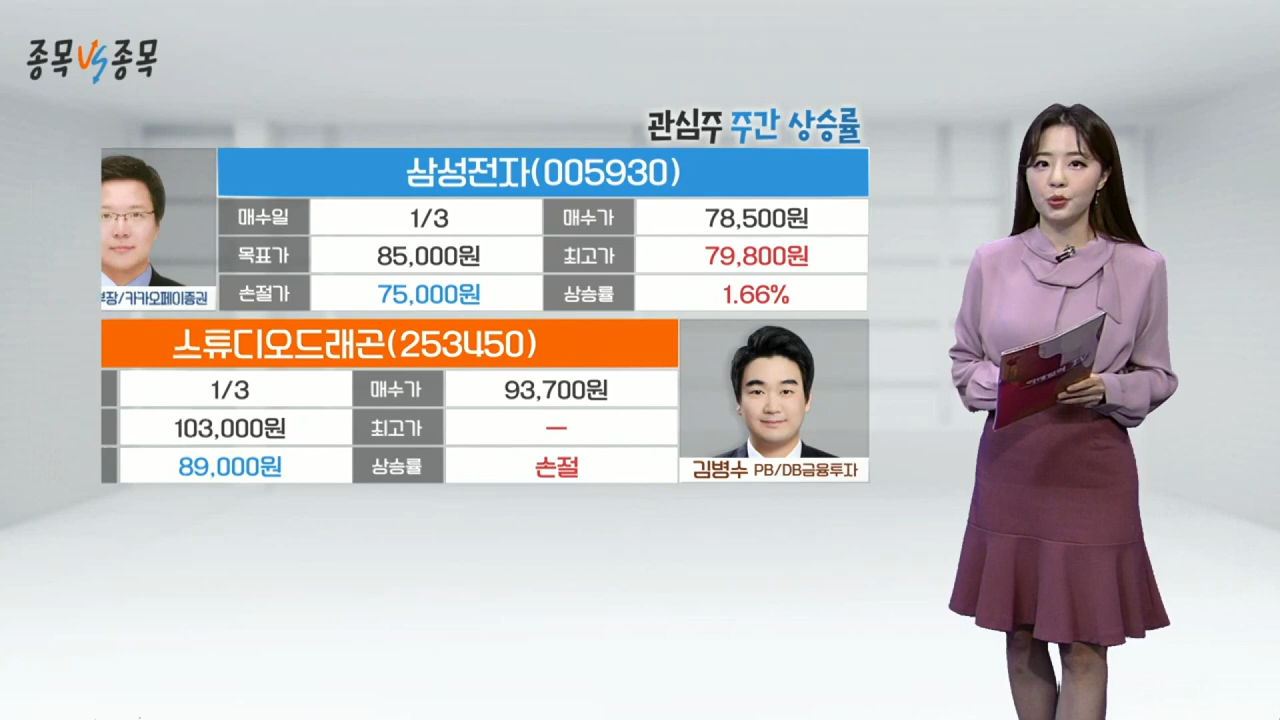 종목 VS 종목
관심주 주간 상승률
삼성전자(005930)
매수일 1/3 매수가 78,500원
목표가 85,000원 최고가 79,800원
손절가 75,000원 상승률 1.66%
부장/카카오페이증권
스튜디오드래곤(253450)
1/3 매수가 93,700원
103,000원 최고가 —
89,000원 상승률 손절
김병수 PB/DB금융투자